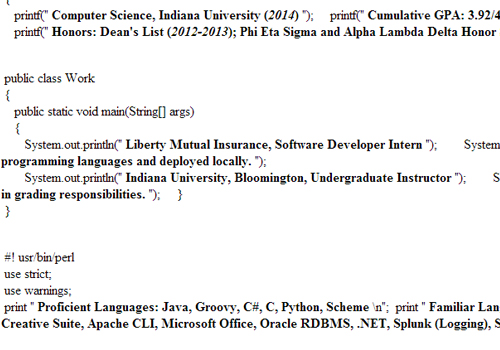 {
printf(" Computer Science, Indiana University (2014) ");     printf(" Cumulative GPA: 3.92/4
printf(" Honors: Dean's List (2012-2013); Phi Eta Sigma and Alpha Lambda Delta Honor
public class Work
{
public static void main(String[] args)
{
System.out.println(" Liberty Mutual Insurance, Software Developer Intern ");        System
programming languages and deployed locally. ");
System.out.println(" Indiana University, Bloomington, Undergraduate Instructor ");        S
in grading responsibilities. ");     }
}
#! usr/bin/perl
use strict;
use warnings;
print " Proficient Languages: Java, Groovy, C#, C, Python, Scheme \n";  print " Familiar Lan
Creative Suite, Apache CLI, Microsoft Office, Oracle RDBMS, .NET, Splunk (Logging), S